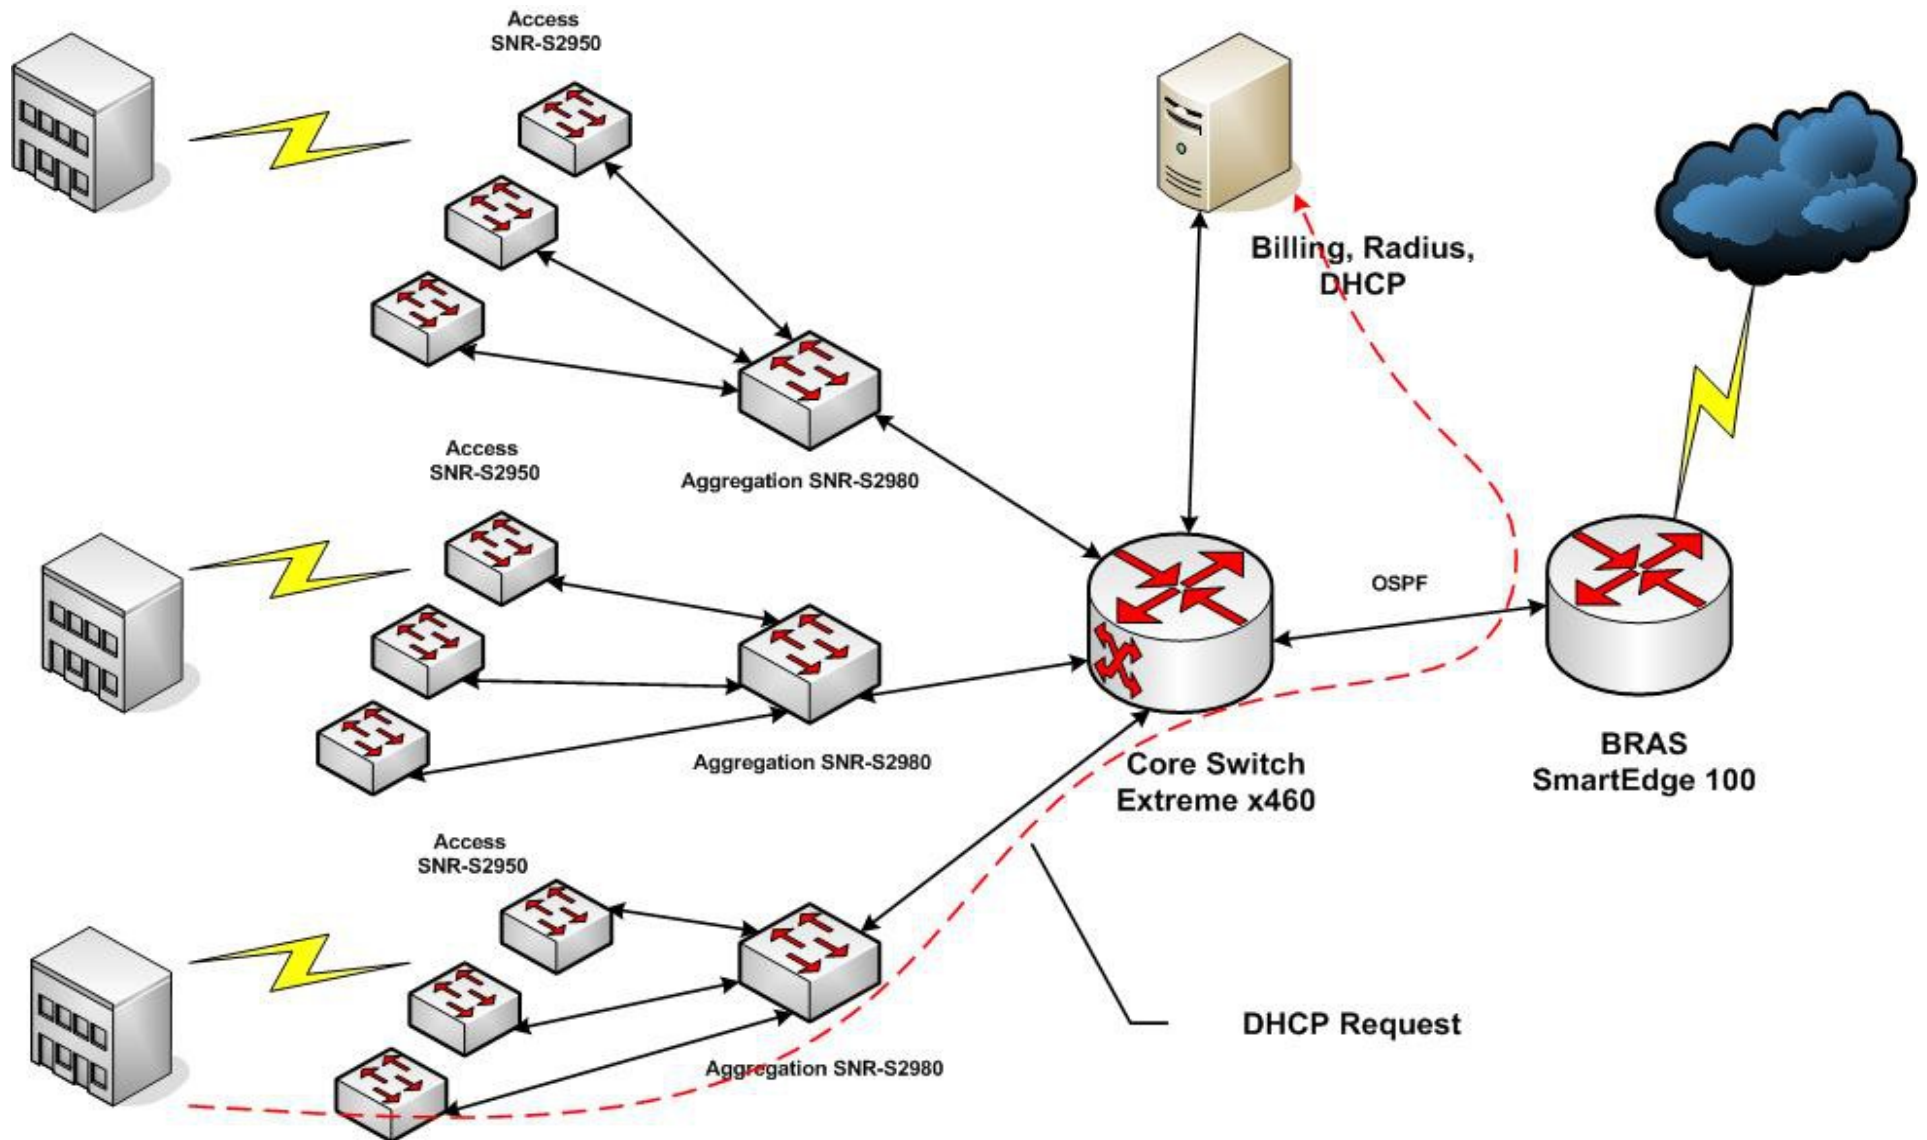 Access
SNR-S2950
Billing, Radius,
DHCP
Access
SNR-S2950
Aggregation SNR-S2980
OSPF
Aggregation SNR-S2980
Core Switch
Extreme x460
BRAS
SmartEdge 100
Access
SNR-S2950
DHCP Request
Aggregation SNR-S2980